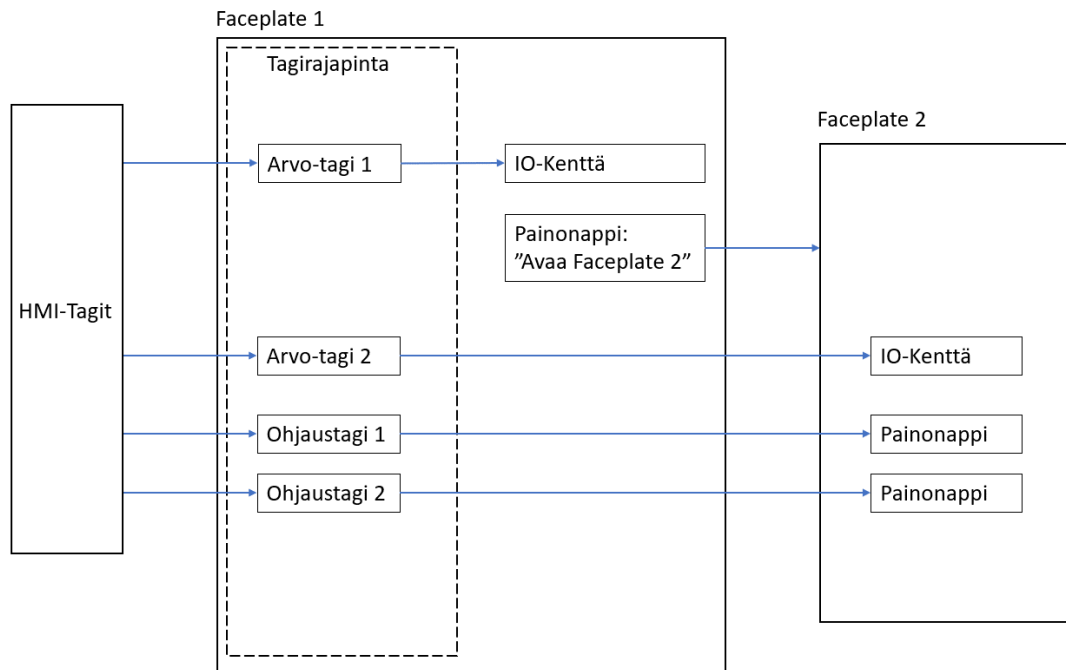 Faceplate 1
Tagirajapinta
Faceplate 2
Arvo-tagi 1
IO-Kenttä
Painonappi:
”Avaa Faceplate 2”
HMI-Tagit
Arvo-tagi 2
IO-Kenttä
Ohjaustagi 1
Painonappi
Ohjaustagi 2
Painonappi